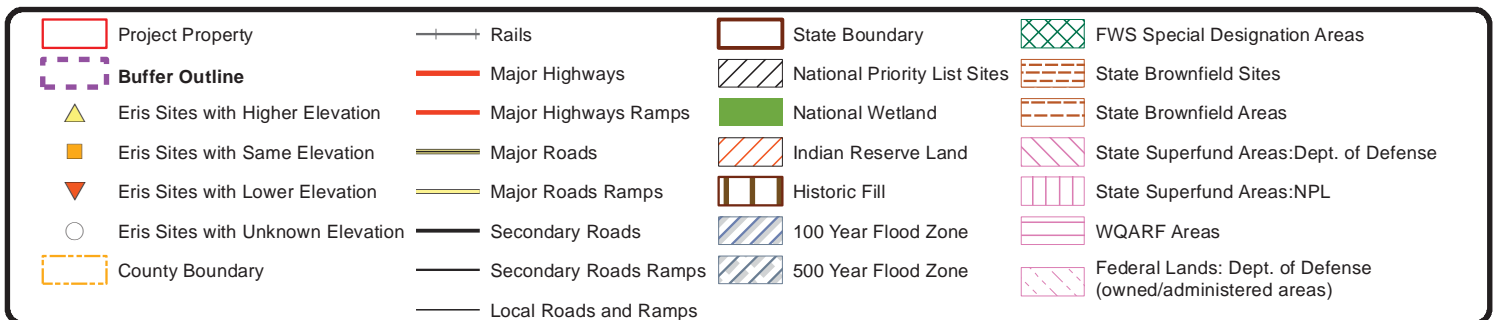 Project Property
Buffer Outline
Eris Sites with Higher Elevation
Eris Sites with Same Elevation
Eris Sites with Lower Elevation
Eris Sites with Unknown Elevation
County Boundary
Rails
Major Highways
Major Highways Ramps
Major Roads
Major Roads Ramps
Secondary Roads
Secondary Roads Ramps
Local Roads and Ramps
State Boundary
National Priority List Sites
National Wetland
Indian Reserve Land
Historic Fill
100 Year Flood Zone
500 Year Flood Zone
FWS Special Designation Areas
State Brownfield Sites
State Brownfield Areas
State Superfund Areas:Dept. of Defense
State Superfund Areas:NPL
WQARF Areas
Federal Lands: Dept. of Defense
(owned/administered areas)